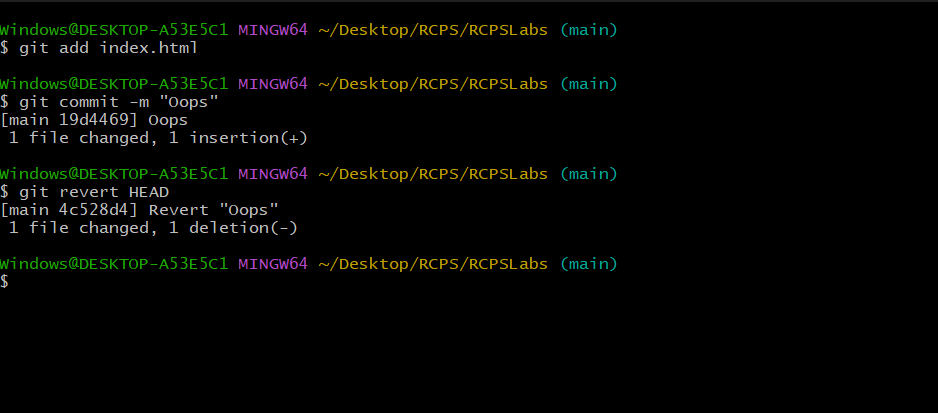 Windows@DESKTOP-A53E5C1 MINGW64 ~/Desktop/RCPS/RCPSLabs (main)
$ git add index.html
Windows@DESKTOP-A53E5C1 MINGW64 ~/Desktop/RCPS/RCPSLabs (main)
$ git commit -m "Oops"
[main 19d4469] Oops
 1 file changed, 1 insertion(+)
Windows@DESKTOP-A53E5C1 MINGW64 ~/Desktop/RCPS/RCPSLabs (main)
$ git revert HEAD
[main 4c528d4] Revert "Oops"
 1 file changed, 1 deletion(-)
Windows@DESKTOP-A53E5C1 MINGW64 ~/Desktop/RCPS/RCPSLabs (main)
$